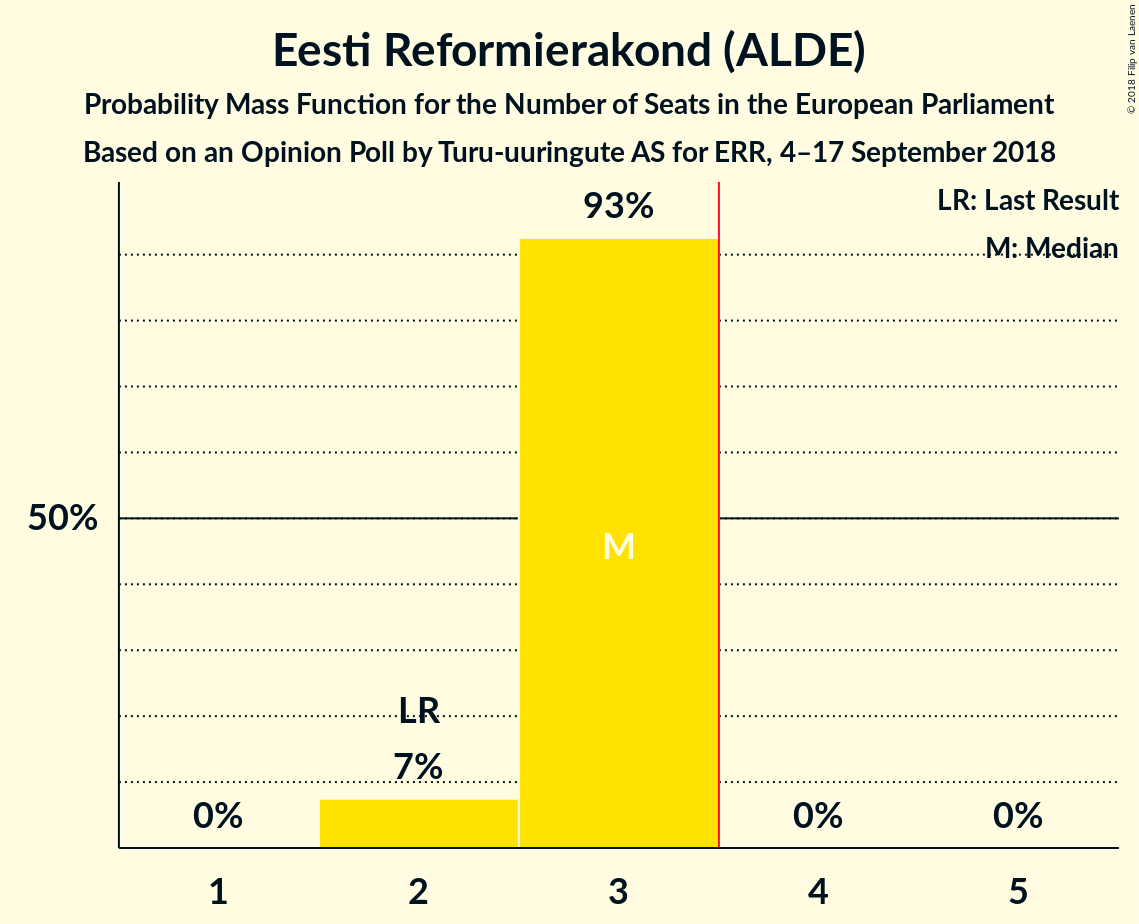 Eesti Reformierakond (ALDE)
Probability Mass Function for the Number of Seats in the European Parliament
Based on an Opinion Poll by Turu-uuringute AS for ERR, 4–17 September 2018
© 2018 Filip van Laenen
LR: Last Result
M: Median
93%
50%
M
LR
7%
0%
0%
0%
1
2
3
4
5